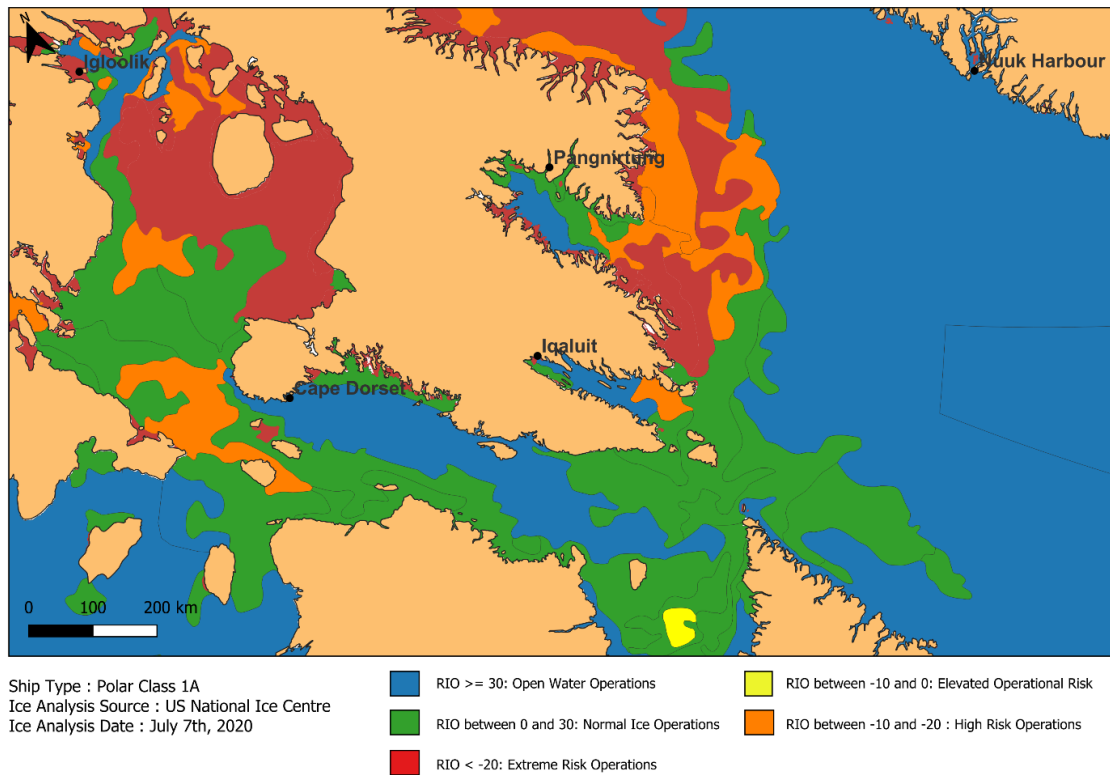 N
Igloolik
Nuuk Harbour
Pangnirtung
Iqaluit
Cape Dorset
0 100 200 km
Ship Type : Polar Class 1A
Ice Analysis Source : US National Ice Centre
Ice Analysis Date : July 7th, 2020
RIO >= 30: Open Water Operations
RIO between 0 and 30: Normal Ice Operations
RIO < -20: Extreme Risk Operations
RIO between -10 and 0: Elevated Operational Risk
RIO between -10 and -20 : High Risk Operations